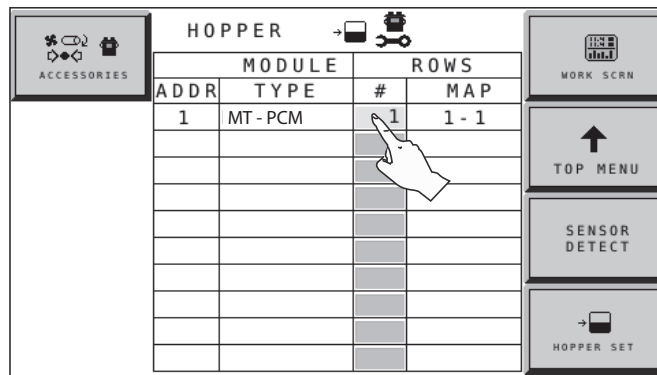 HOPPER
ACCESSORIES
WORK SCRN
MODULE ROWS
ADDR TYPE # MAP
1 MT - PCM 1 1 - 1
TOP MENU
SENSOR
DETECT
HOPPER SET